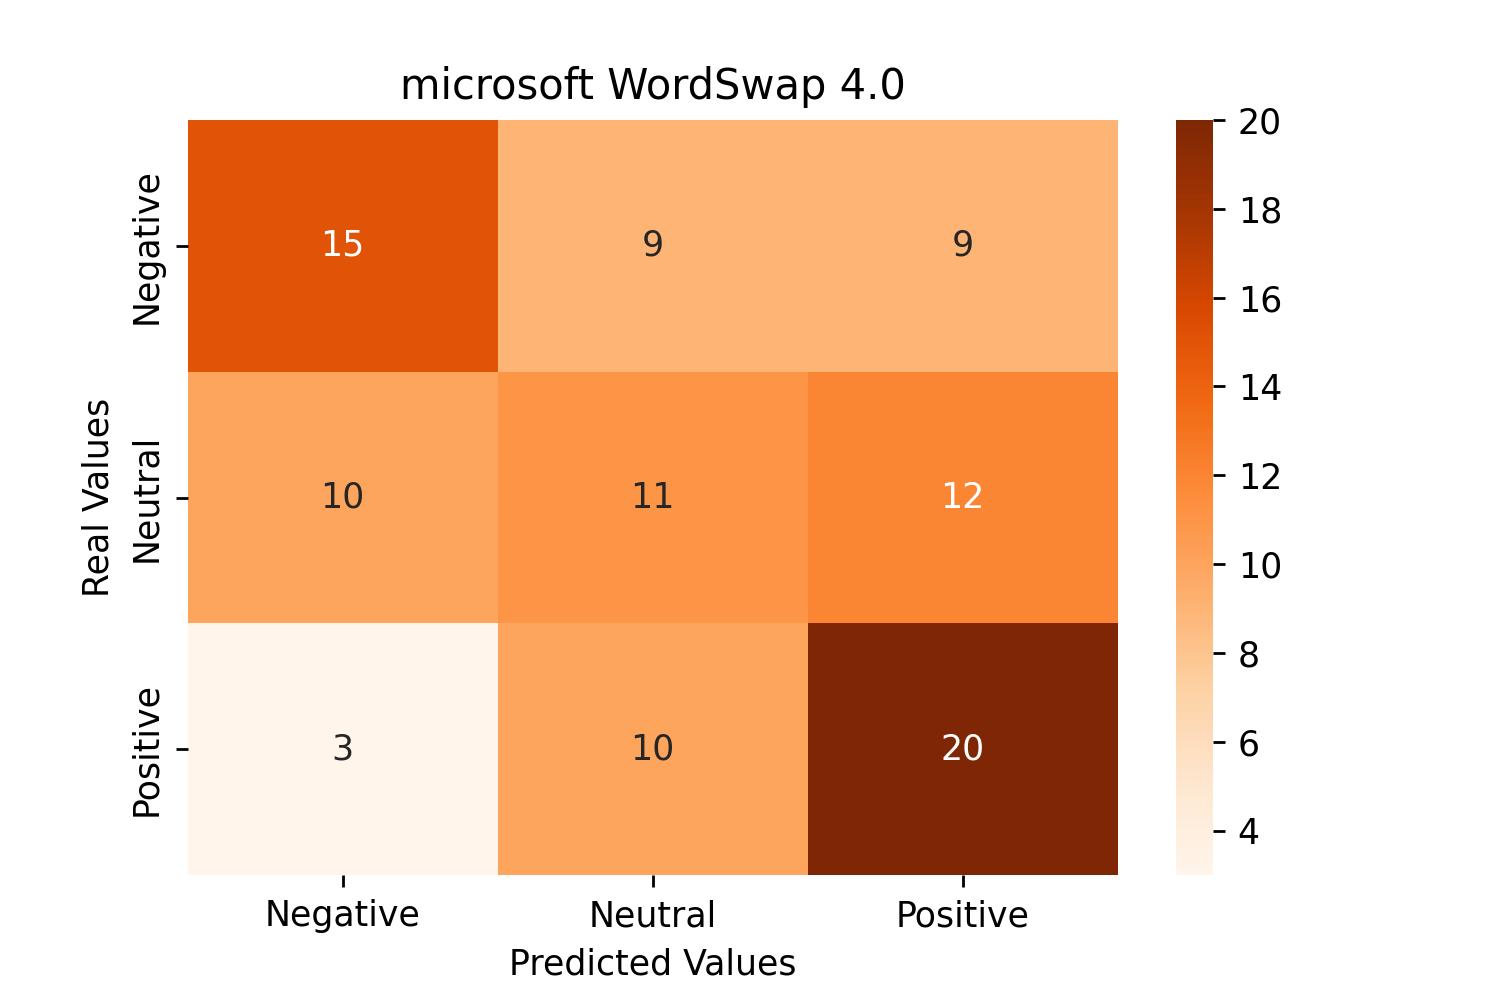 microsoft WordSwap 4.0
Real Values
Negative
15 9 9
Neutral
10 11 12
Positive
3 10 20
Negative Neutral Positive
Predicted Values
20
18
16
14
12
10
8
6
4